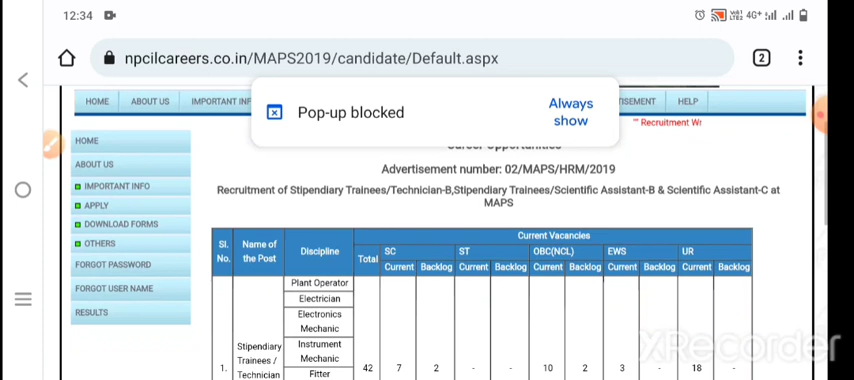 12:34
4G+
npcilcareers.co.in/MAPS2019/candidate/Default.aspx
2
HOME ABOUT US IMPORTANT INF
Pop-up blocked
Always show
HELP
"" Recruitment Wr
HOME
ABOUT US
IMPORTANT INFO
APPLY
DOWNLOAD FORMS
OTHERS
FORGOT PASSWORD
FORGOT USER NAME
RESULTS
Career Opportunities
Advertisement number: 02/MAPS/HRM/2019
Recruitment of Stipendiary Trainees/Technician-B,Stipendiary Trainees/Scientific Assistant-B & Scientific Assistant-C at
MAPS
Current Vacancies
Sl. No. Name of the Post Discipline Total SC ST OBC(NCL) EWS UR
Current Backlog Current Backlog Current Backlog Current Backlog Current Backlog
Plant Operator
Electrician
Electronics
Mechanic
Instrument
Mechanic
Fitter
1. Stipendiary Trainees / Technician 42 7 2 - - 10 2 3 - 18 -
XRecorder